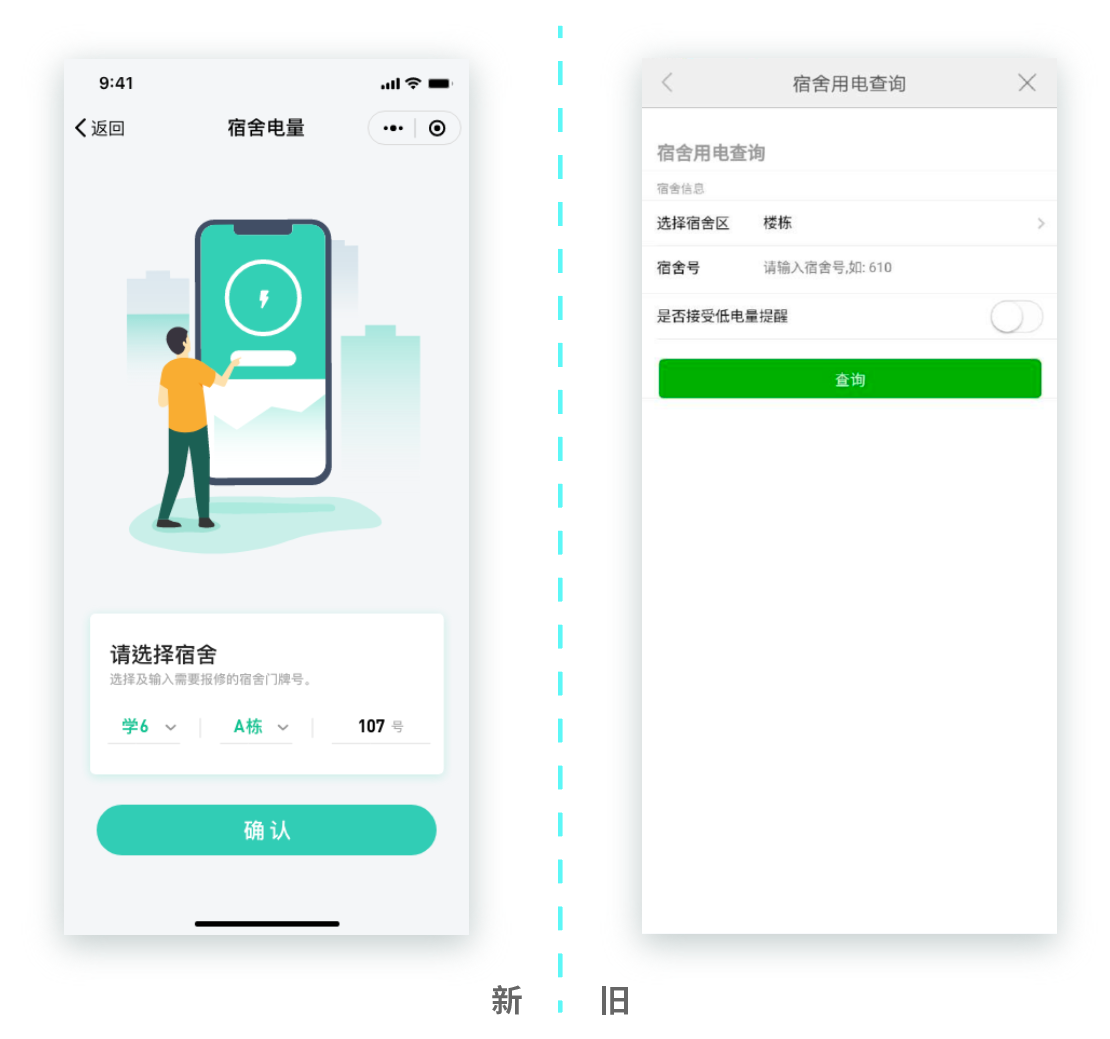 9:41
返回
宿舍电量
请选择宿舍
选择及输入需要报修的宿舍门牌号。
学6 A栋 107 号
确认
宿舍用电查询
宿舍用电查询
宿舍信息
选择宿舍区 楼栋
宿舍号 请输入宿舍号,如: 610
是否接受低电量提醒
查询
新 旧